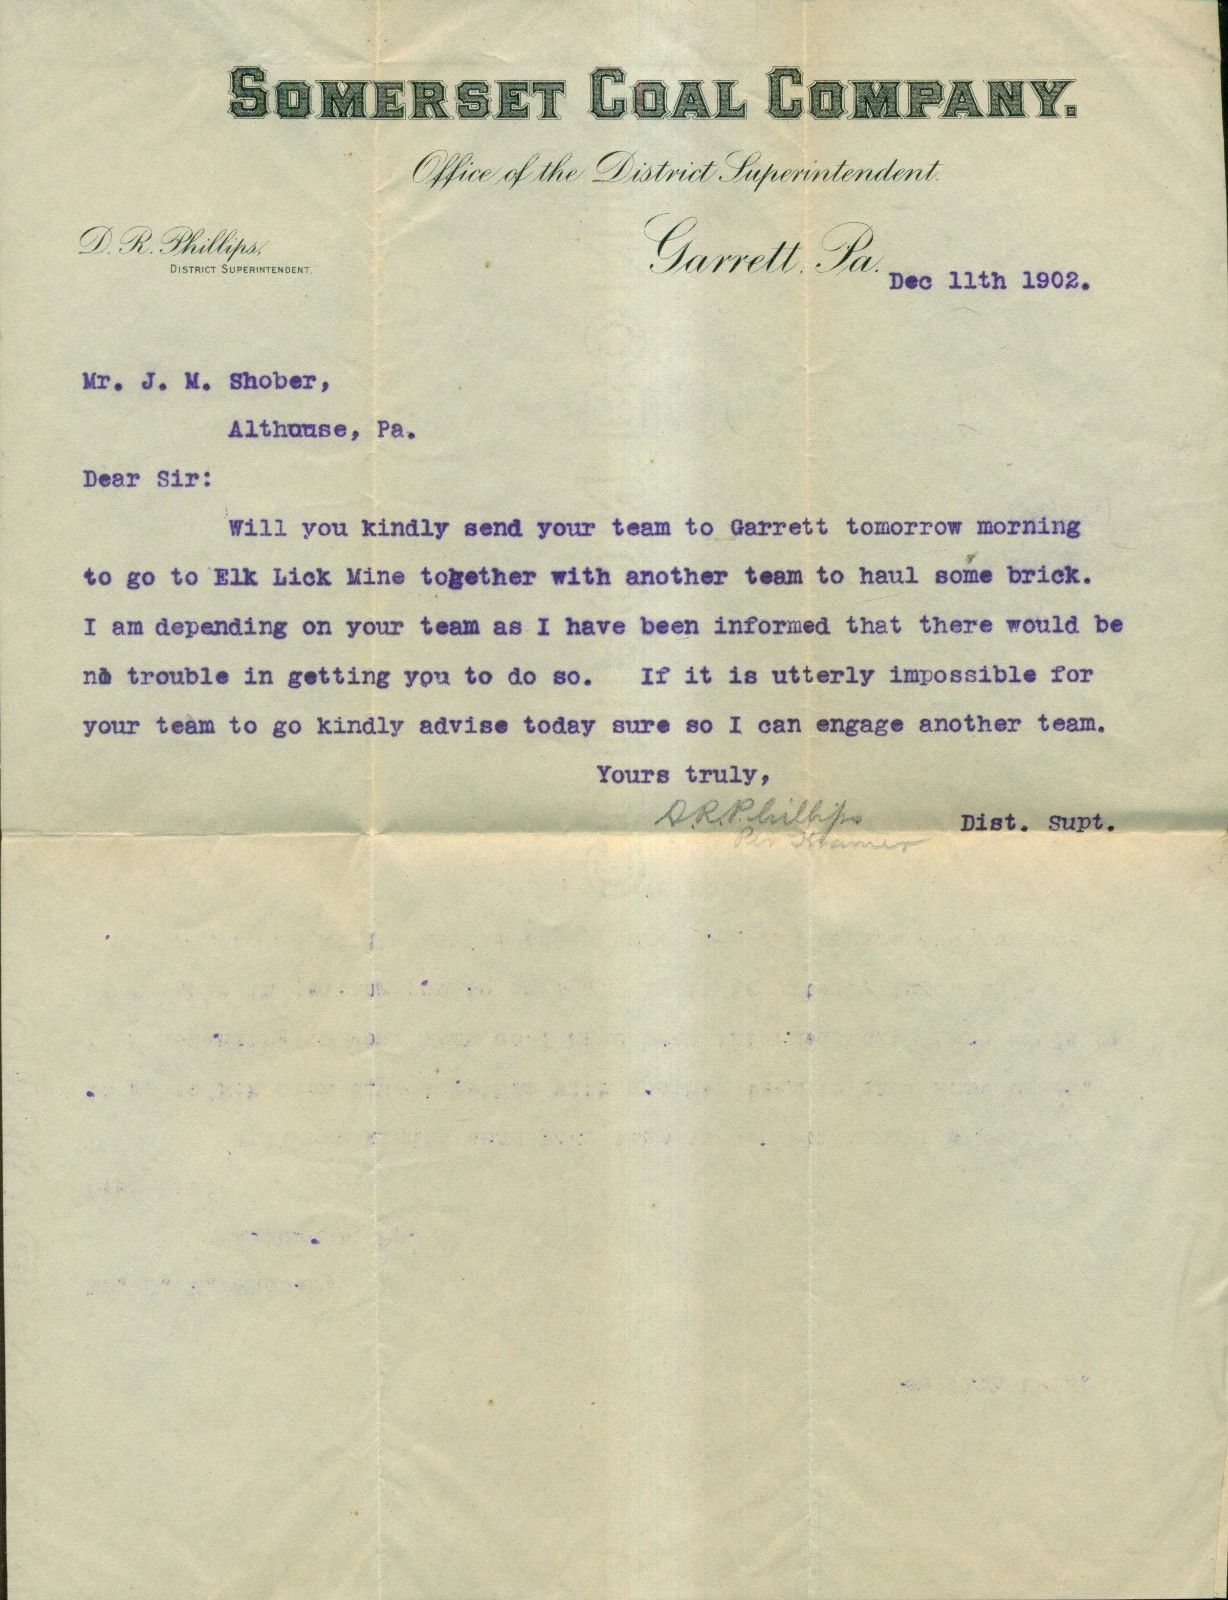 SOMERSET COAL COMPANY.
Office of the District Superintendent.
D. R. Phillips,
DISTRICT SUPERINTENDENT.
Garrett, Pa.
Dec 11th 1902.
Mr. J. M. Shober,
Althouse, Pa.
Dear Sir:
Will you kindly send your team to Garrett tomorrow morning
to go to Elk Lick Mine together with another team to haul some brick.
I am depending on your team as I have been informed that there would be
no trouble in getting you to do so. If it is utterly impossible for
your team to go kindly advise today sure so I can engage another team.
Yours truly,
D.R.Phillips
Dist. Supt.
Per Kramer